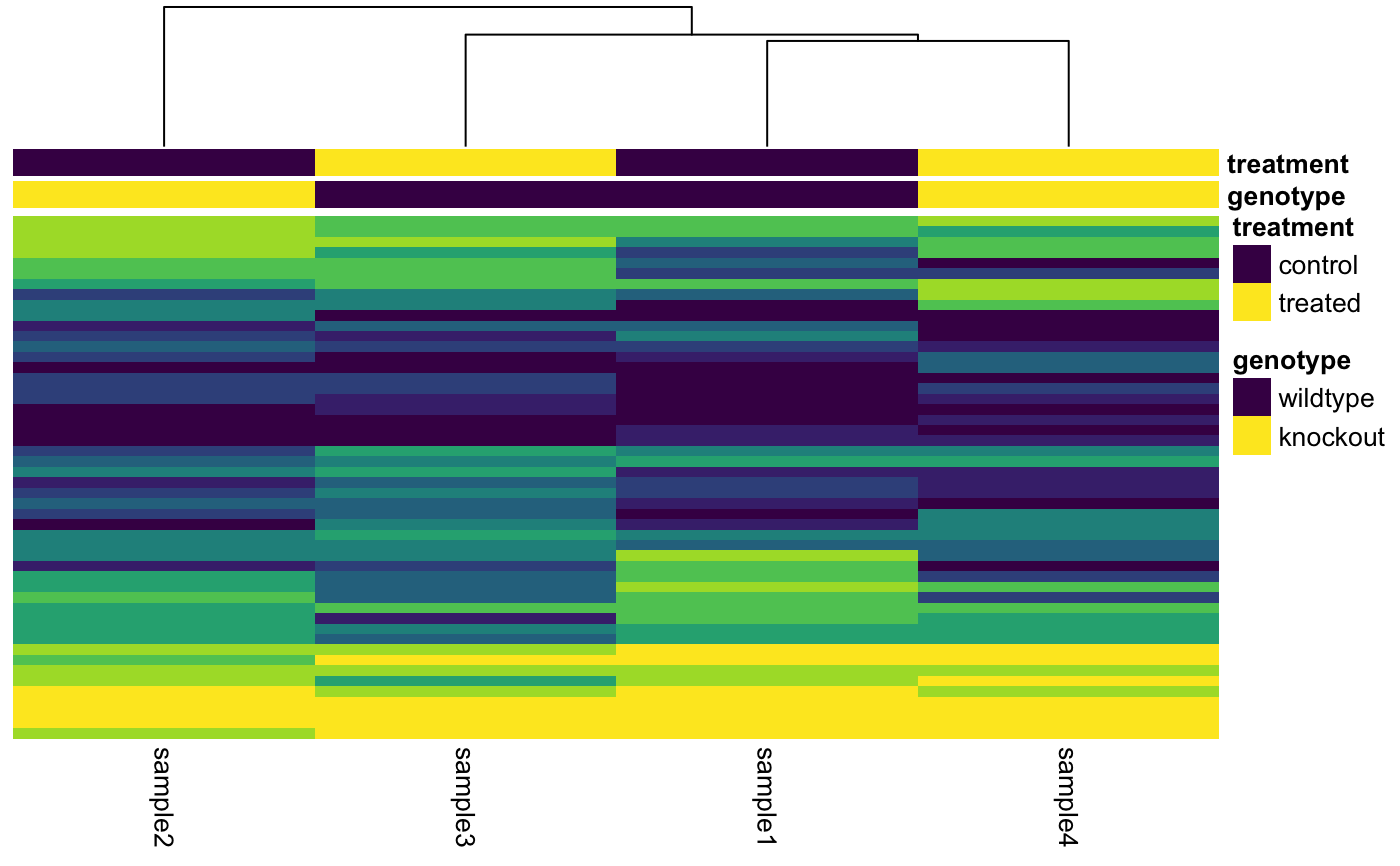 treatment
genotype
treatment
control
treated
genotype
wildtype
knockout
sample2
sample3
sample1
sample4